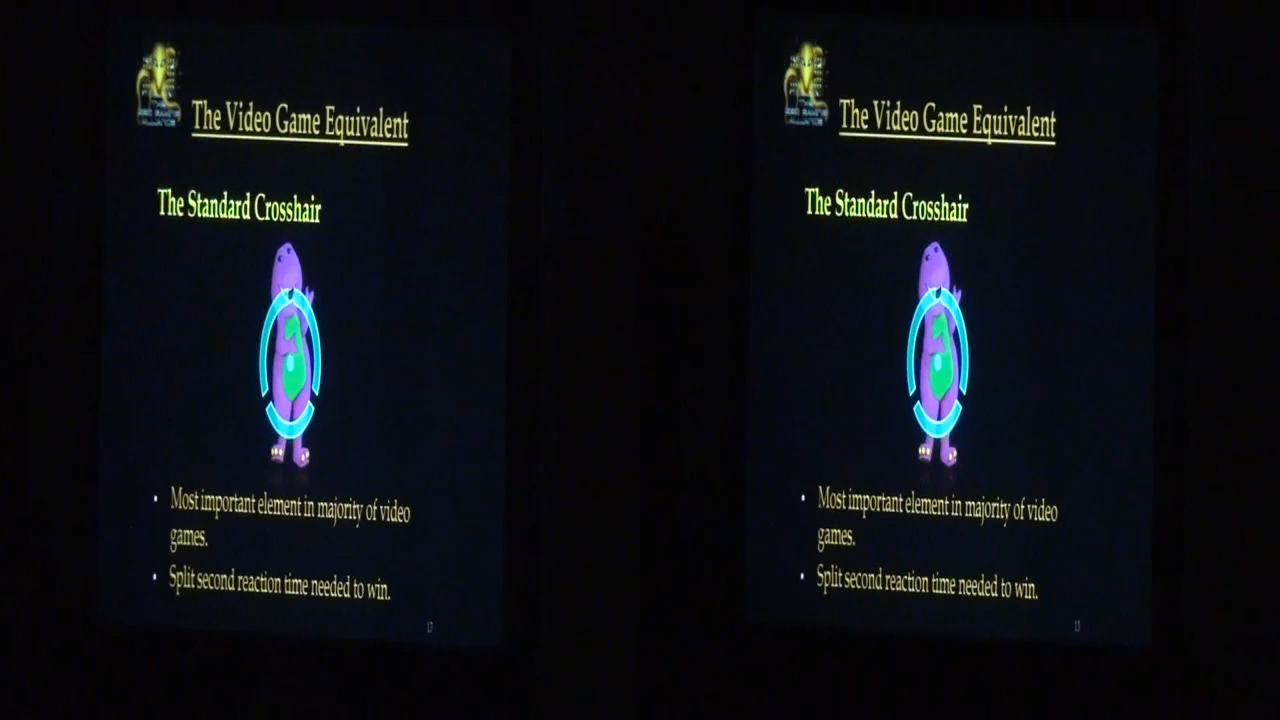 The Video Game Equivalent
The Standard Crosshair
• Most important element in majority of video
games.
• Split second reaction time needed to win.
The Video Game Equivalent
The Standard Crosshair
• Most important element in majority of video
games.
• Split second reaction time needed to win.